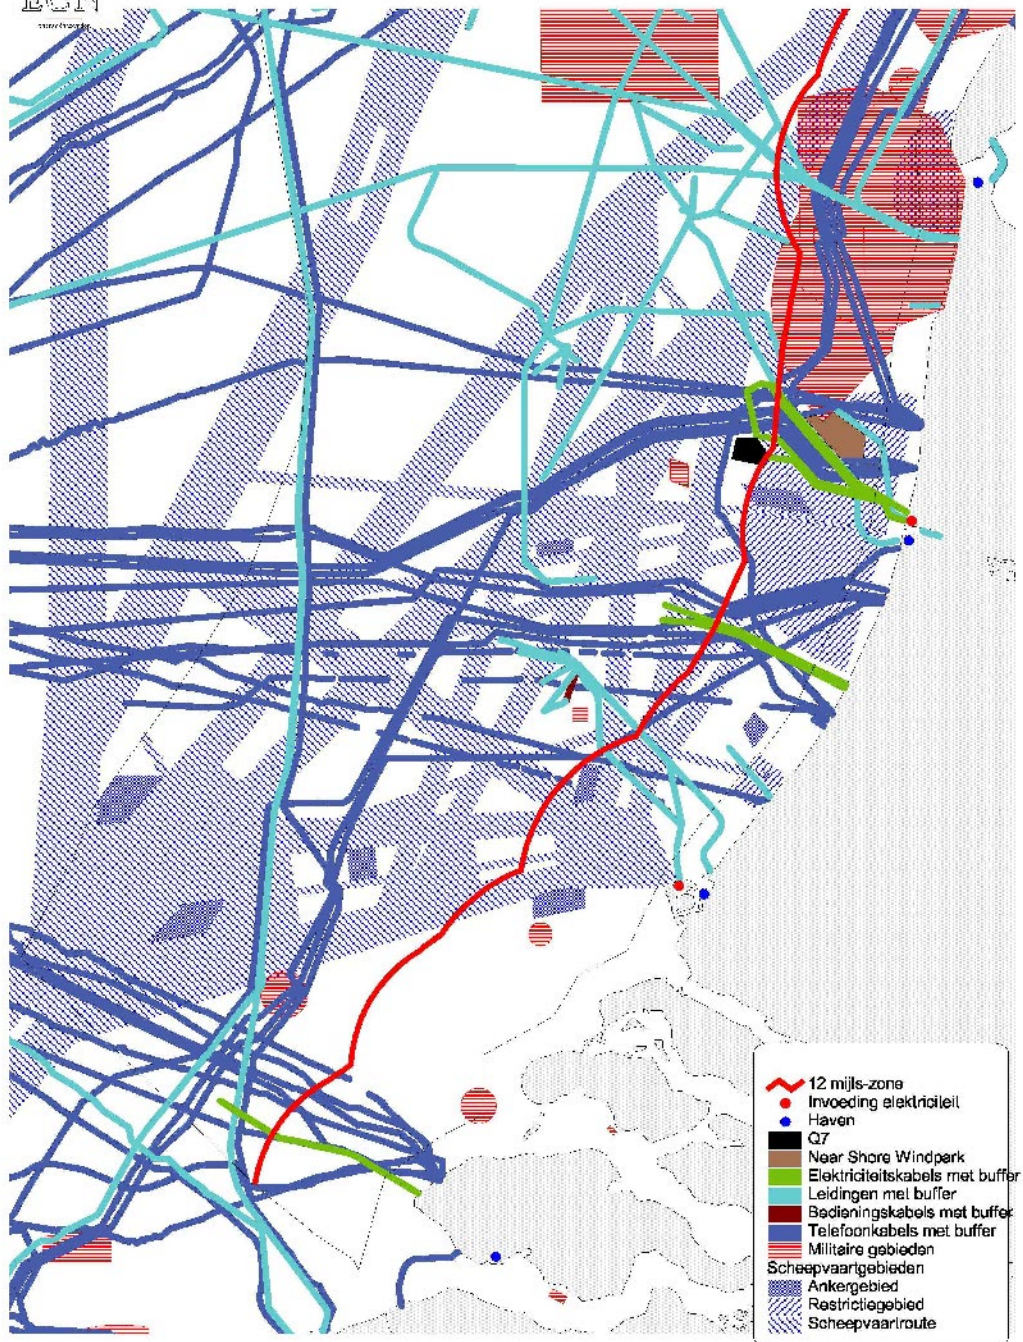 ECN
12 mijls-zone
Invoeding elektriciteit
Haven
Q7
Near Shore Windpark
Elektriciteitskabels met buffer
Leidingen met buffer
Bedieningskabels met buffer
Telefoonkabels met buffer
Militaire gebieden
Scheepvaartgebieden
Ankergebied
Restrictiegebied
Scheepvaartroute